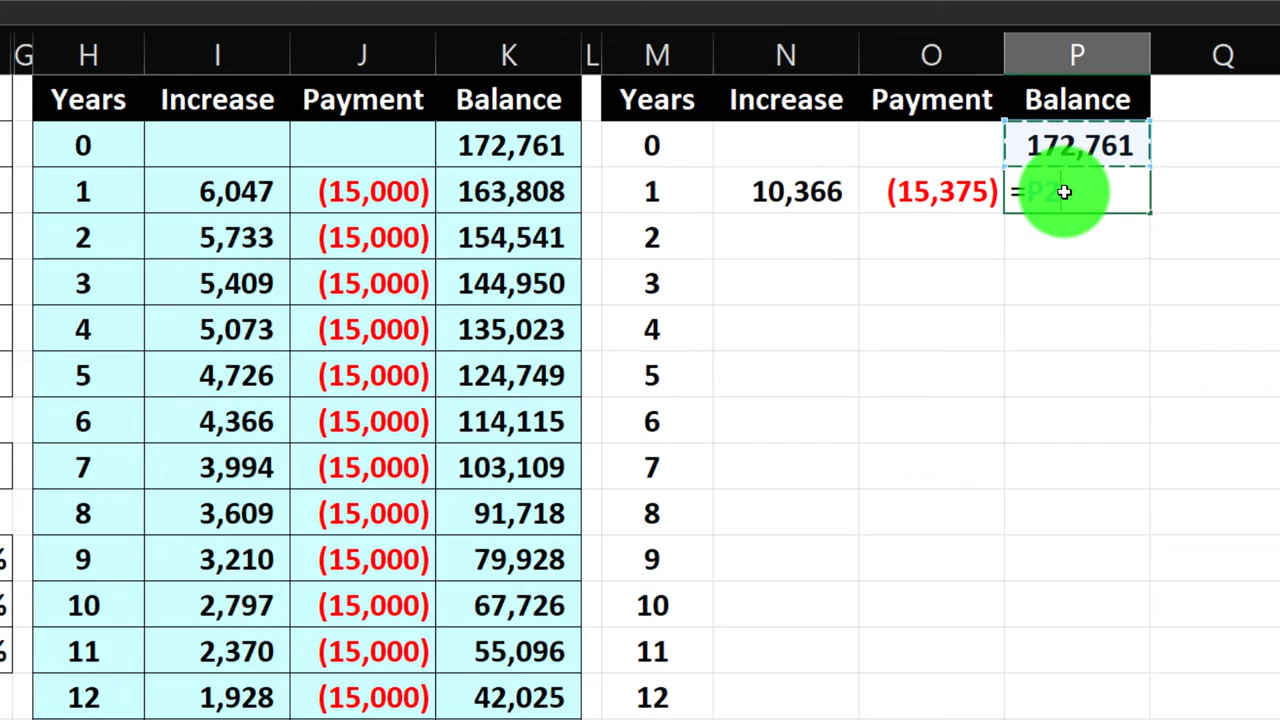 G H I J K L M N O P Q
Years Increase Payment Balance Years Increase Payment Balance
0 172,761 0 172,761
1 6,047 (15,000) 163,808 1 10,366 (15,375) =P2
2 5,733 (15,000) 154,541 2
3 5,409 (15,000) 144,950 3
4 5,073 (15,000) 135,023 4
5 4,726 (15,000) 124,749 5
6 4,366 (15,000) 114,115 6
7 3,994 (15,000) 103,109 7
8 3,609 (15,000) 91,718 8
% 9 3,210 (15,000) 79,928 9
% 10 2,797 (15,000) 67,726 10
% 11 2,370 (15,000) 55,096 11
12 1,928 (15,000) 42,025 12